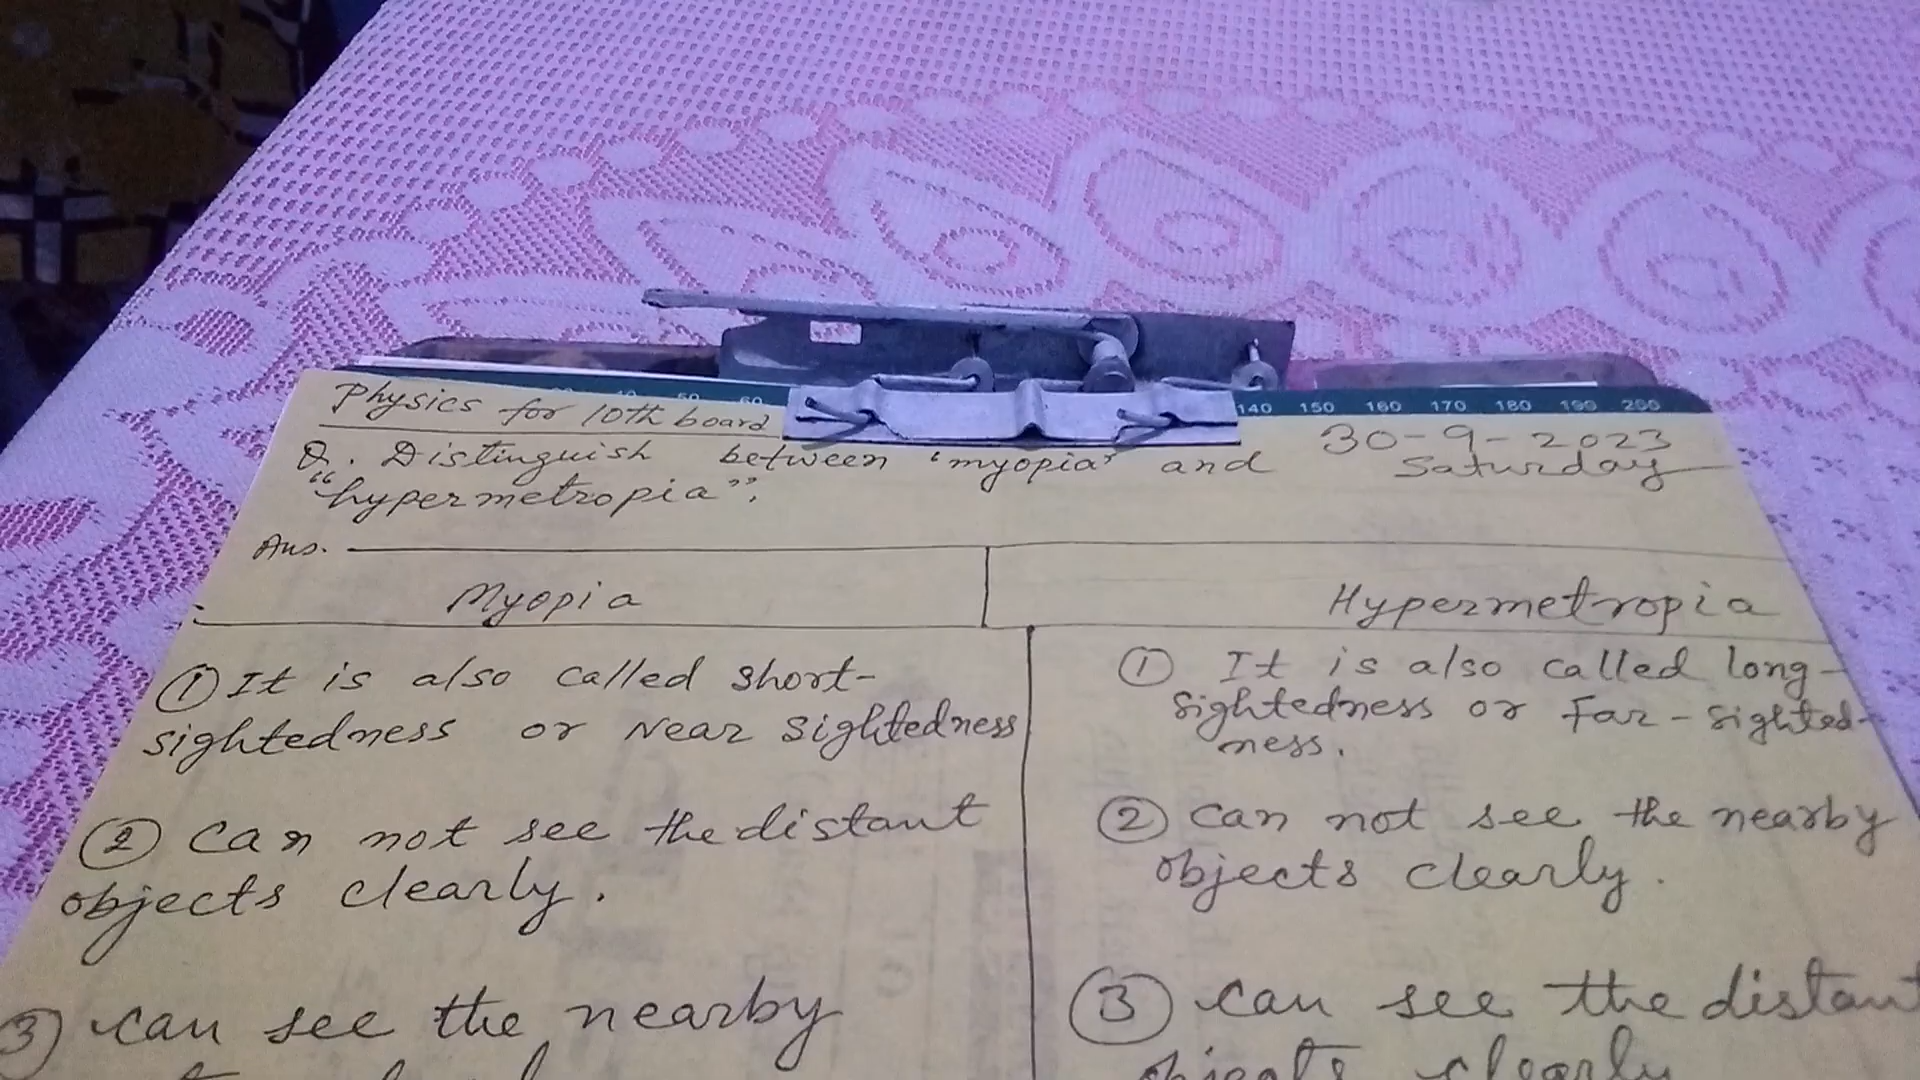 140 150 160 170 180 190 200
Physics for 10th board
30-9-2023
Saturday
Q. Distinguish between 'myopia' and
"hypermetropia".
Ans.
Myopia
① It is also called short-
sightedness or Near sightedness
② Can not see the distant
objects clearly.
3) can see the nearby
Hypermetropia
① It is also called long-
sightedness or Far-sighted-
ness.
② Can not see the nearby
objects clearly.
③ can see the distant
objects clearly